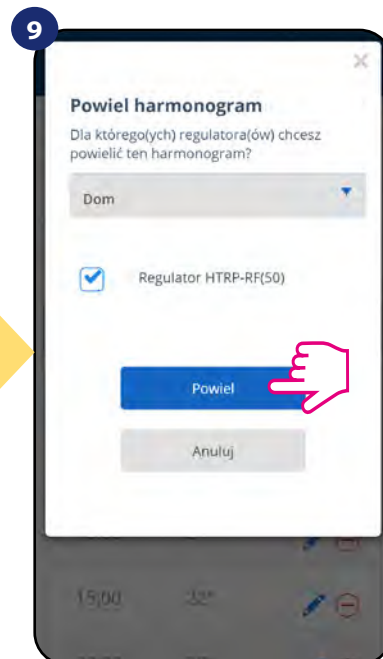 9
Powiel harmonogram
Dla którego(ych) regulatora(ów) chcesz
powielić ten harmonogram?
Dom
Regulator HTRP-RF(50)
Powiel
Anuluj
15:00 22°